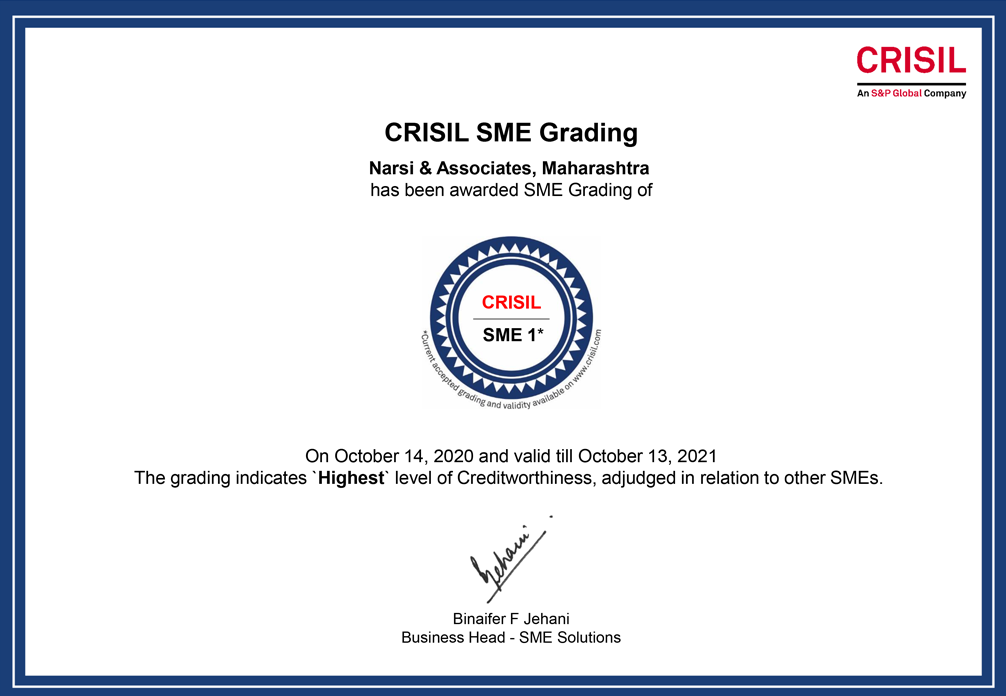 CRISIL
An S&P Global Company
CRISIL SME Grading
Narsi & Associates, Maharashtra
has been awarded SME Grading of
CRISIL
SME 1*
*Current accepted grading and validity available on www.crisil.com
On October 14, 2020 and valid till October 13, 2021
The grading indicates `Highest` level of Creditworthiness, adjudged in relation to other SMEs.
Jehani
Binaifer F Jehani
Business Head - SME Solutions